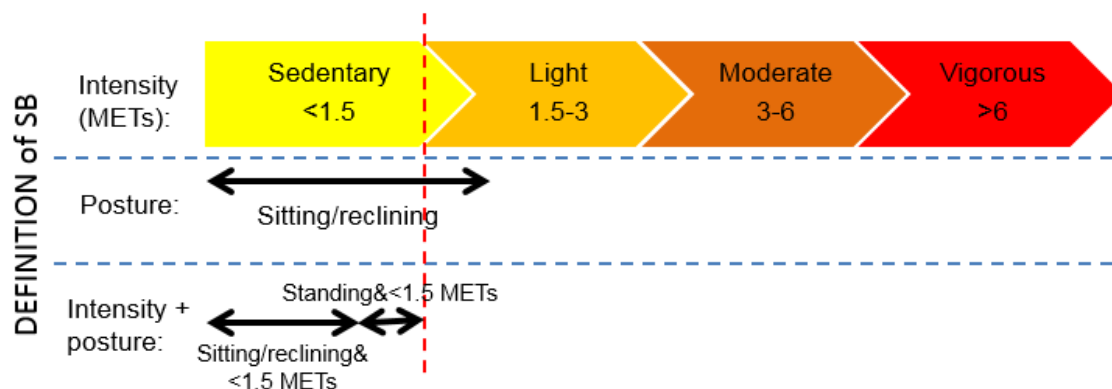 DEFINITION of SB
Intensity
(METs):
Sedentary
<1.5
Light
1.5-3
Moderate
3-6
Vigorous
>6
Posture:
Sitting/reclining
Intensity +
posture:
Standing&<1.5 METs
Sitting/reclining&
<1.5 METs